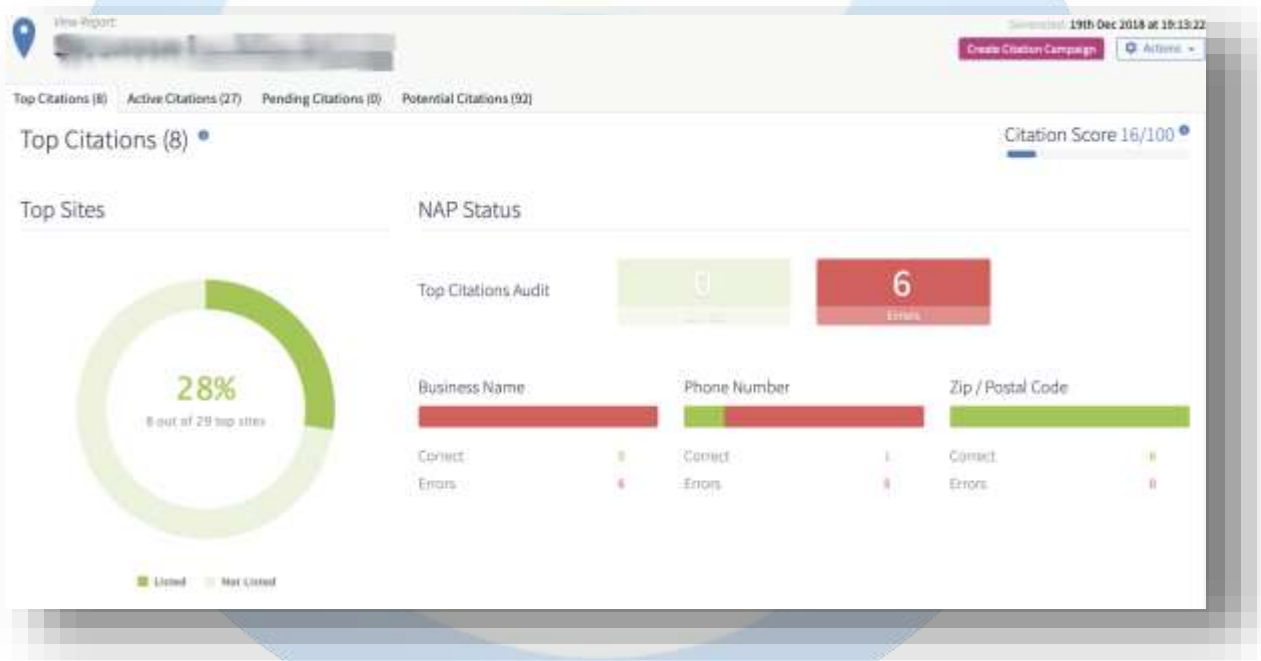 View Report:
Generated: 19th Dec 2018 at 19:13:22
Create Citation Campaign
Actions
Top Citations (8) Active Citations (27) Pending Citations (0) Potential Citations (92)
Top Citations (8)
Citation Score 16/100
Top Sites
NAP Status
Top Citations Audit
0
6
Errors
28%
8 out of 29 top sites
Business Name Phone Number Zip / Postal Code
Correct Correct 1 Correct
Errors 6 Errors Errors
Listed Not Listed